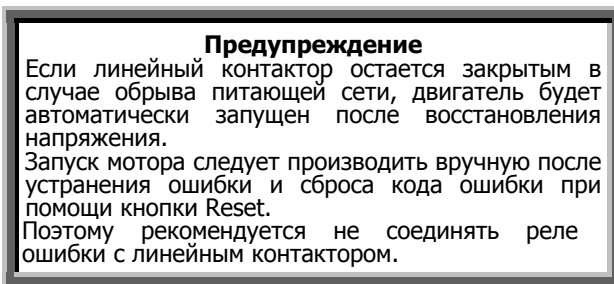 Предупреждение
Если линейный контактор остается закрытым в
случае обрыва питающей сети, двигатель будет
автоматически запущен после восстановления
напряжения.
Запуск мотора следует производить вручную после
устранения ошибки и сброса кода ошибки при
помощи кнопки Reset.
Поэтому рекомендуется не соединять реле
ошибки с линейным контактором.